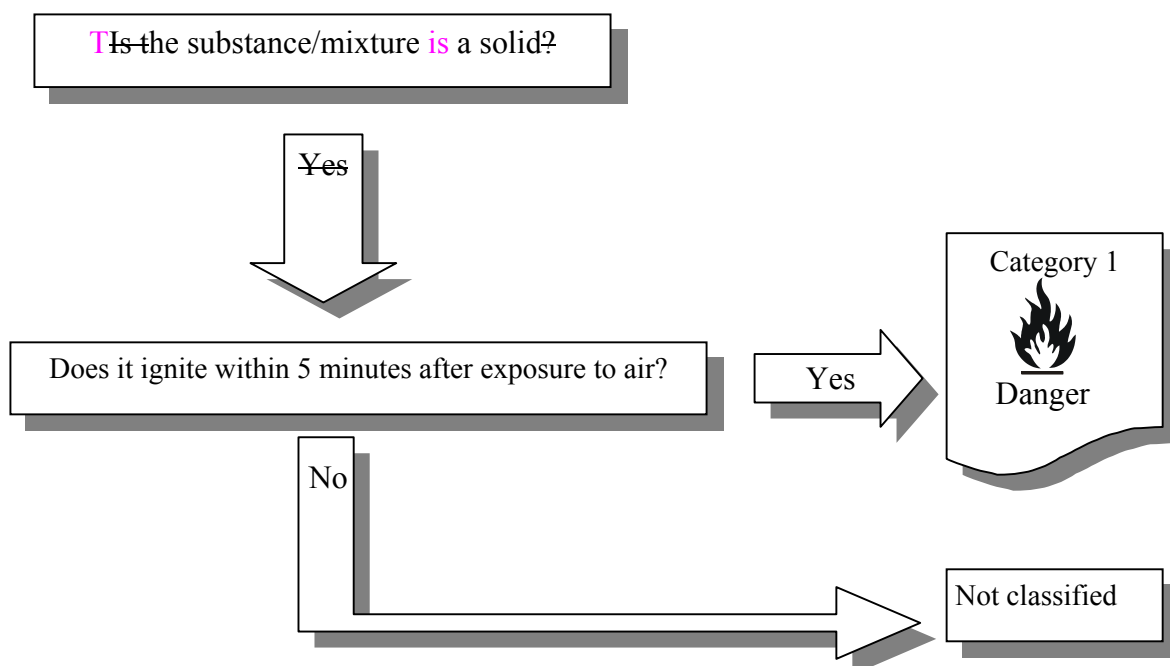 TIs the substance/mixture is a solid?
Yes
Category 1
Danger
Does it ignite within 5 minutes after exposure to air?
Yes
No
Not classified